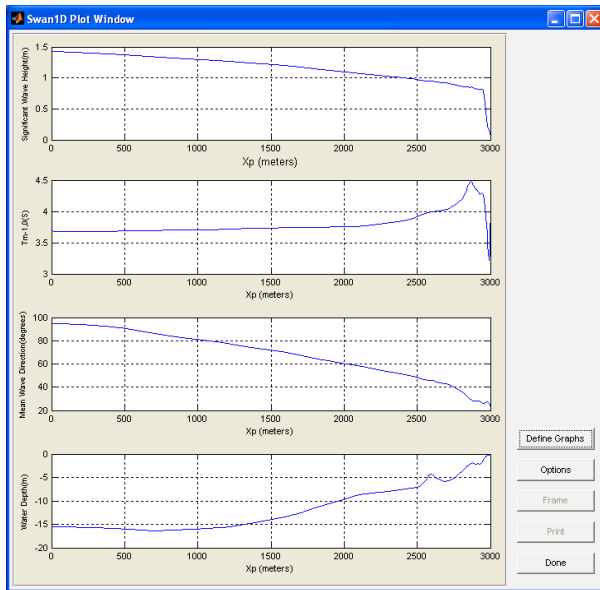 Swan1D Plot Window
Significant Wave Height(m)
1.5
1
0.5
0
0 500 1000 1500 2000 2500 3000
Xp (meters)
Tm-1,0(S)
4.5
4
3.5
3
0 500 1000 1500 2000 2500 3000
Xp (meters)
Mean Wave Direction(degrees)
100
80
60
40
20
0 500 1000 1500 2000 2500 3000
Xp (meters)
Water Depth(m)
0
-5
-10
-15
-20
0 500 1000 1500 2000 2500 3000
Xp (meters)
Define Graphs
Options
Frame
Print
Done